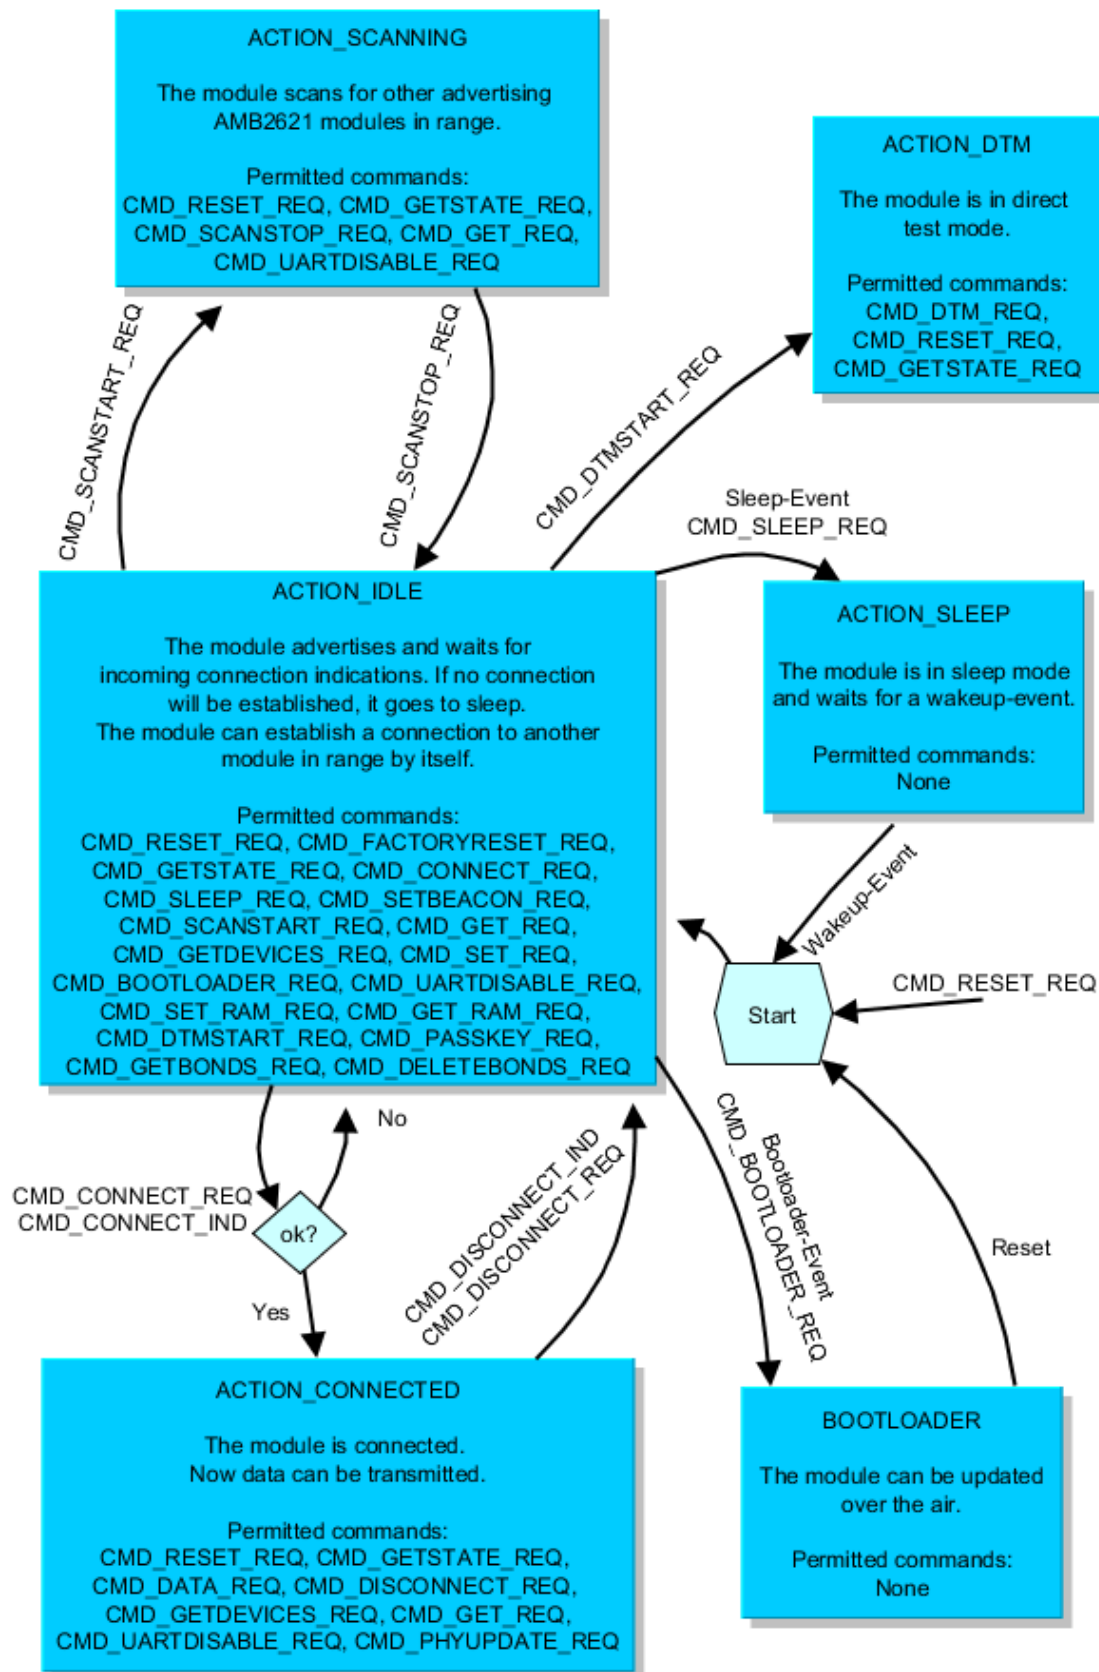 ACTION_SCANNING
The module scans for other advertising
AMB2621 modules in range.
Permitted commands:
CMD_RESET_REQ, CMD_GETSTATE_REQ,
CMD_SCANSTOP_REQ, CMD_GET_REQ,
CMD_UARTDISABLE_REQ
ACTION_DTM
The module is in direct
test mode.
Permitted commands:
CMD_DTM_REQ,
CMD_RESET_REQ,
CMD_GETSTATE_REQ
CMD_SCANSTART_REQ
CMD_SCANSTOP_REQ
CMD_DTMSTART_REQ
Sleep-Event
CMD_SLEEP_REQ
ACTION_IDLE
The module advertises and waits for
incoming connection indications. If no connection
will be established, it goes to sleep.
The module can establish a connection to another
module in range by itself.
Permitted commands:
CMD_RESET_REQ, CMD_FACTORYRESET_REQ,
CMD_GETSTATE_REQ, CMD_CONNECT_REQ,
CMD_SLEEP_REQ, CMD_SETBEACON_REQ,
CMD_SCANSTART_REQ, CMD_GET_REQ,
CMD_GETDEVICES_REQ, CMD_SET_REQ,
CMD_BOOTLOADER_REQ, CMD_UARTDISABLE_REQ,
CMD_SET_RAM_REQ, CMD_GET_RAM_REQ,
CMD_DTMSTART_REQ, CMD_PASSKEY_REQ,
CMD_GETBONDS_REQ, CMD_DELETEBONDS_REQ
ACTION_SLEEP
The module is in sleep mode
and waits for a wakeup-event.
Permitted commands:
None
Wakeup-Event
CMD_RESET_REQ
Start
No
CMD_CONNECT_REQ
CMD_CONNECT_IND
ok?
Yes
CMD_DISCONNECT_IND
CMD_DISCONNECT_REQ
Bootloader-Event
CMD_BOOTLOADER_REQ
Reset
ACTION_CONNECTED
The module is connected.
Now data can be transmitted.
Permitted commands:
CMD_RESET_REQ, CMD_GETSTATE_REQ,
CMD_DATA_REQ, CMD_DISCONNECT_REQ,
CMD_GETDEVICES_REQ, CMD_GET_REQ,
CMD_UARTDISABLE_REQ, CMD_PHYUPDATE_REQ
BOOTLOADER
The module can be updated
over the air.
Permitted commands:
None